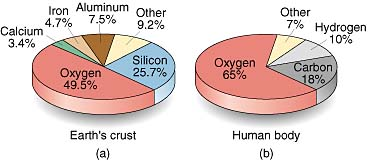 Aluminum
7.5%
Iron
4.7%
Other
9.2%
Calcium
3.4%
Oxygen
49.5%
Silicon
25.7%
Earth's crust
(a)
Other
7%
Hydrogen
10%
Oxygen
65%
Carbon
18%
Human body
(b)